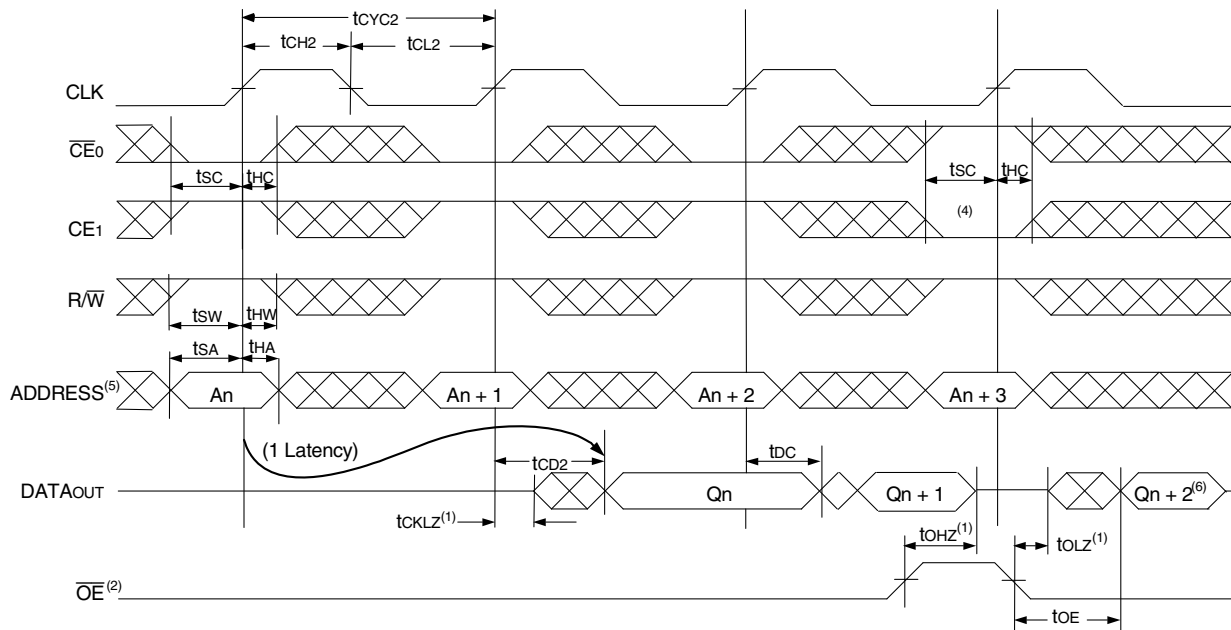 tCYC2
tCH2 tCL2
CLK
CE0
tSC tHC tSC tHC
CE1 (4)
R/W
tSW tHW
tSA tHA
ADDRESS(5) An An + 1 An + 2 An + 3
(1 Latency) tCD2 tDC
DATAOUT Qn Qn + 1 Qn + 2(6)
tCKLZ(1) tOHZ(1) tOLZ(1)
OE(2)
tOE